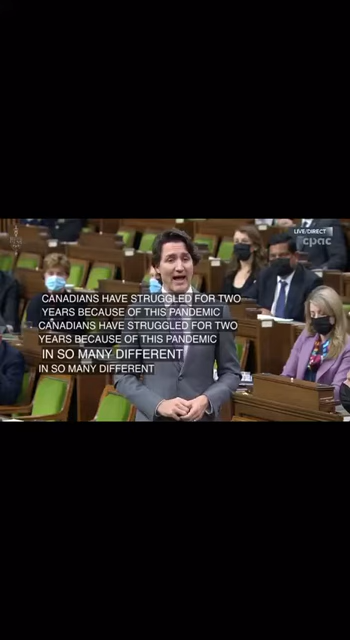 LIVE/DIRECT
cpac
CANADIANS HAVE STRUGGLED FOR TWO
YEARS BECAUSE OF THIS PANDEMIC
CANADIANS HAVE STRUGGLED FOR TWO
YEARS BECAUSE OF THIS PANDEMIC
IN SO MANY DIFFERENT
IN SO MANY DIFFERENT